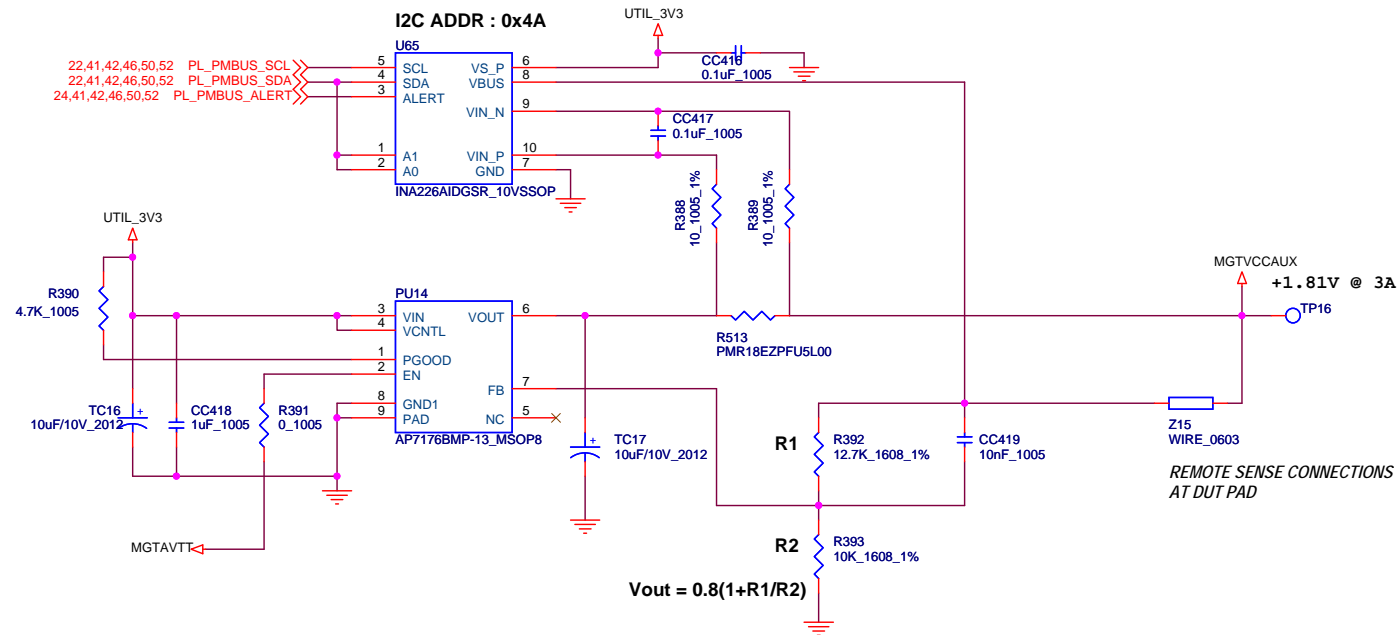 I2C ADDR : 0x4A
UTIL_3V3
U65
22,41,42,46,50,52 PL_PMBUS_SCL
22,41,42,46,50,52 PL_PMBUS_SDA
24,41,42,46,50,52 PL_PMBUS_ALERT
5 SCL
4 SDA
3 ALERT
1 A1
2 A0
VS_P 6
VBUS 8
VIN_N 9
VIN_P 10
GND 7
INA226AIDGSR_10VSSOP
CC416
0.1uF_1005
CC417
0.1uF_1005
R388
10_1005_1%
R389
10_1005_1%
UTIL_3V3
R390
4.7K_1005
PU14
3 VIN
4 VCNTL
1 PGOOD
2 EN
8 GND1
9 PAD
VOUT 6
FB 7
NC 5
AP7176BMP-13_MSOP8
R513
PMR18EZPFU5L00
MGTVCCAUX
+1.81V @ 3A
TP16
TC16
10uF/10V_2012
CC418
1uF_1005
R391
0_1005
TC17
10uF/10V_2012
R1
R392
12.7K_1608_1%
CC419
10nF_1005
Z15
WIRE_0603
REMOTE SENSE CONNECTIONS
AT DUT PAD
MGTAVTT
R2
R393
10K_1608_1%
Vout = 0.8(1+R1/R2)